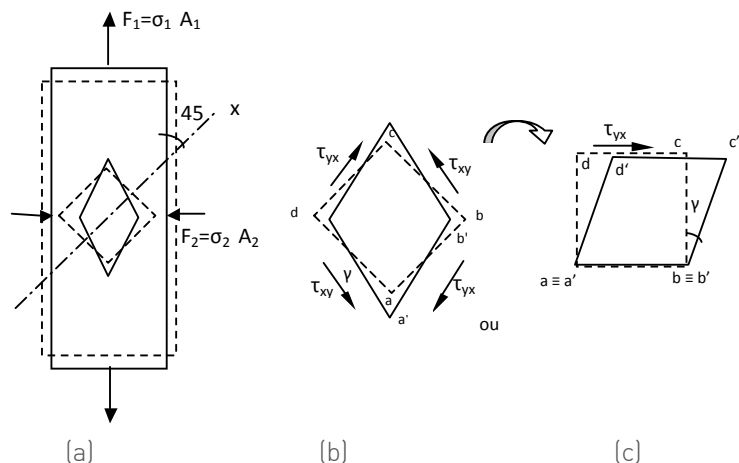 F₁=σ₁ A₁
45
x
F₂=σ₂ A₂
(a)
τyx
c
τxy
d
b
b'
τxy
γ
a
a'
τyx
ou
(b)
τyx
c
c'
d
d'
γ
a ≡ a'
b ≡ b'
(c)